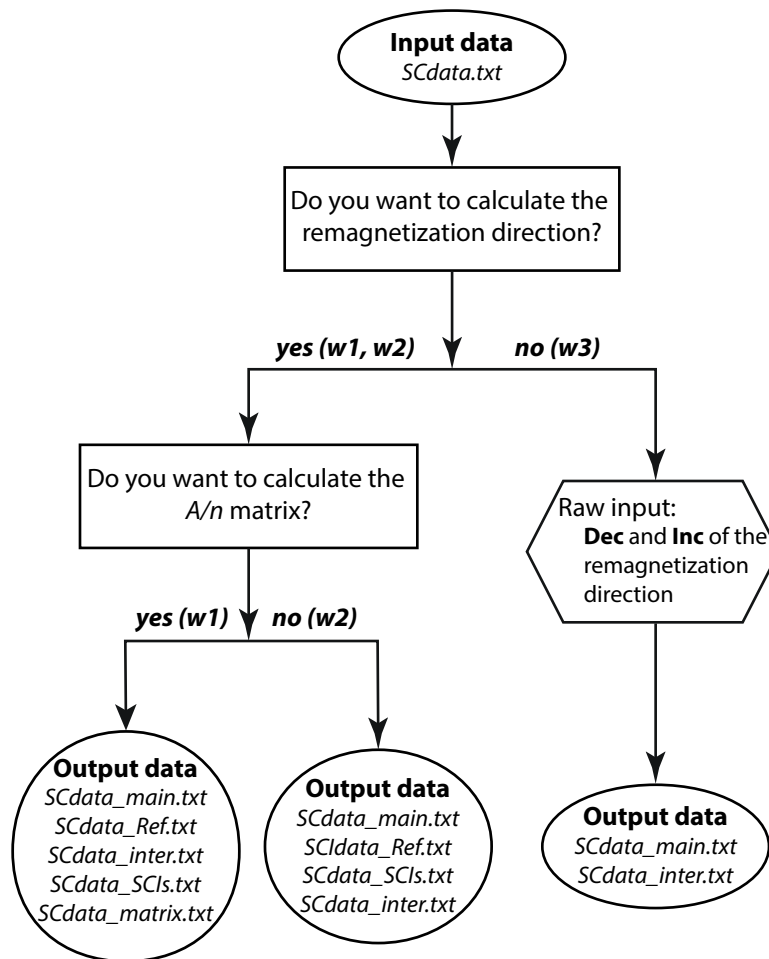 Input data
SCdata.txt
Do you want to calculate the
remagnetization direction?
yes (w1, w2)
no (w3)
Do you want to calculate the
A/n matrix?
Raw input:
Dec and Inc of the
remagnetization
direction
yes (w1)
no (w2)
Output data
SCdata_main.txt
SCdata_Ref.txt
SCdata_inter.txt
SCdata_SCIs.txt
SCdata_matrix.txt
Output data
SCdata_main.txt
SCIdata_Ref.txt
SCdata_SCIs.txt
SCdata_inter.txt
Output data
SCdata_main.txt
SCdata_inter.txt